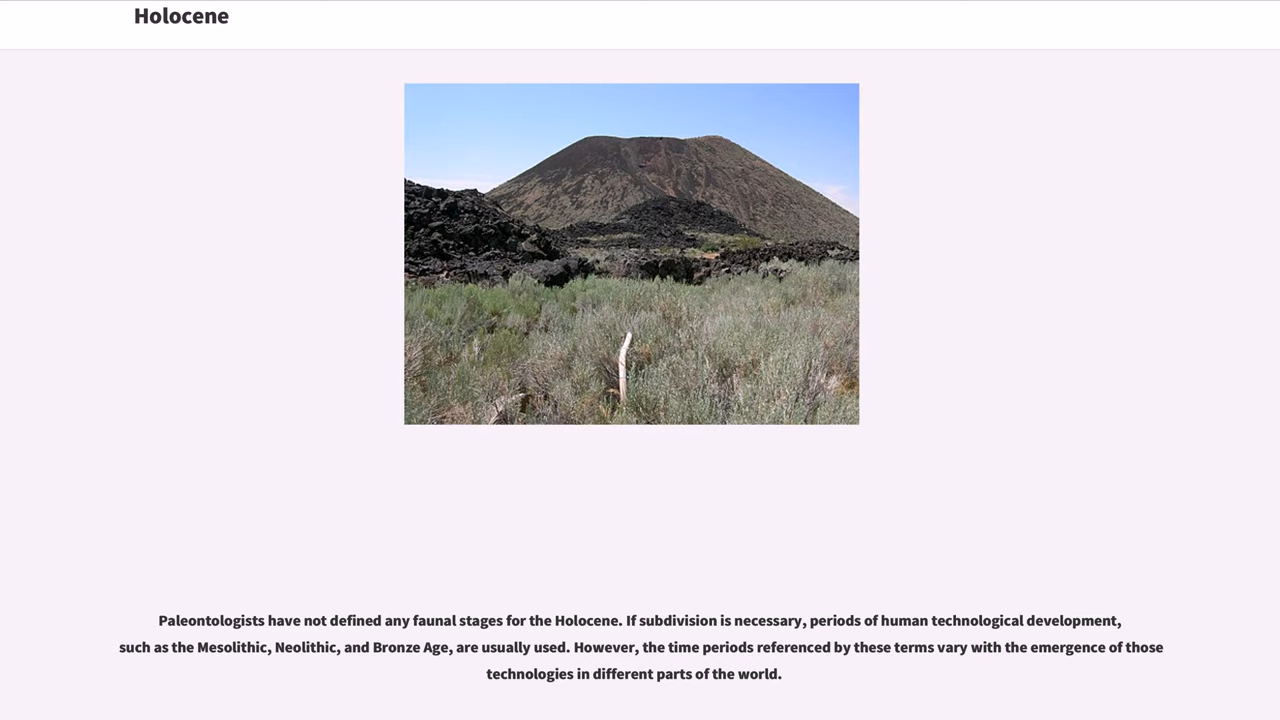 Holocene
Paleontologists have not defined any faunal stages for the Holocene. If subdivision is necessary, periods of human technological development,
such as the Mesolithic, Neolithic, and Bronze Age, are usually used. However, the time periods referenced by these terms vary with the emergence of those
technologies in different parts of the world.